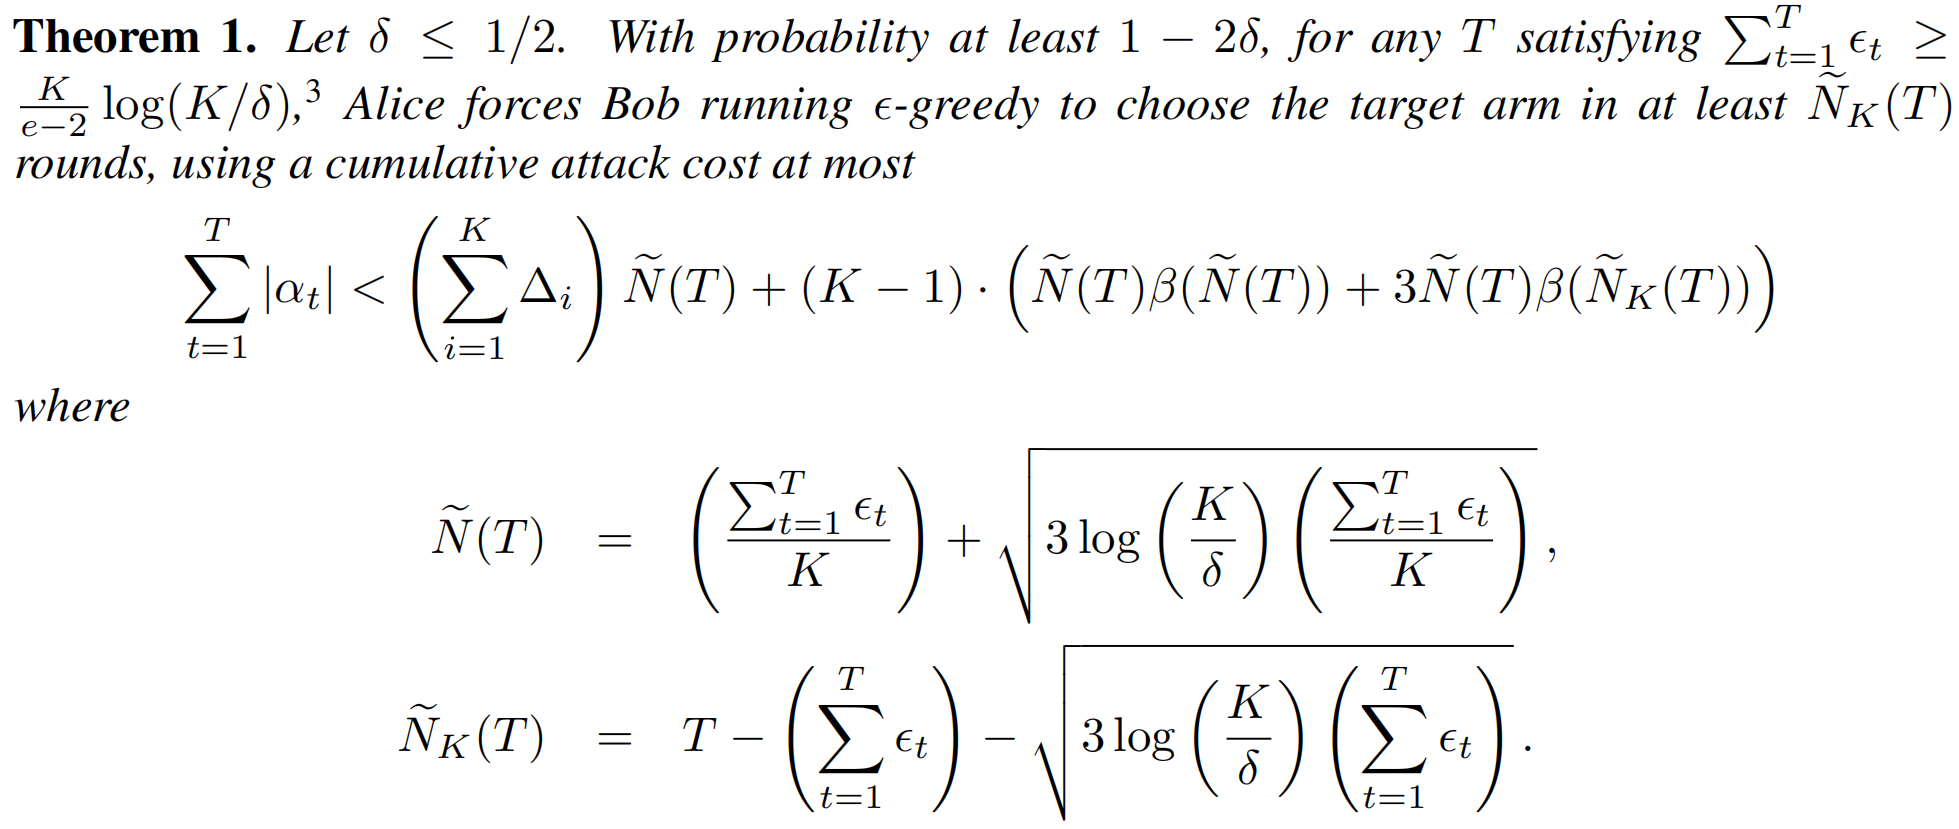 Theorem 1. Let δ ≤ 1/2. With probability at least 1 − 2δ, for any T satisfying $\sum_{t=1}^{T} \epsilon_t \geq$
$\frac{K}{e-2} \log(K/\delta)$,³ Alice forces Bob running ϵ-greedy to choose the target arm in at least $\widetilde{N}_K(T)$
rounds, using a cumulative attack cost at most
$\sum_{t=1}^{T} |\alpha_t| < \left( \sum_{i=1}^{K} \Delta_i \right) \widetilde{N}(T) + (K-1) \cdot \left( \widetilde{N}(T)\beta(\widetilde{N}(T)) + 3\widetilde{N}(T)\beta(\widetilde{N}_K(T)) \right)$
where
$\widetilde{N}(T) = \left( \frac{\sum_{t=1}^{T} \epsilon_t}{K} \right) + \sqrt{3 \log \left( \frac{K}{\delta} \right) \left( \frac{\sum_{t=1}^{T} \epsilon_t}{K} \right)},$
$\widetilde{N}_K(T) = T - \left( \sum_{t=1}^{T} \epsilon_t \right) - \sqrt{3 \log \left( \frac{K}{\delta} \right) \left( \sum_{t=1}^{T} \epsilon_t \right)}.$